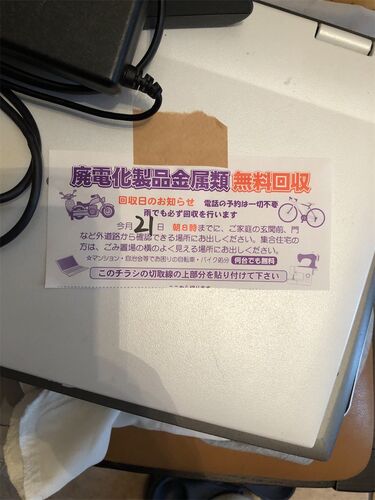 廃電化製品金属類 無料回収
回収日のお知らせ 電話の予約は一切不要
雨でも必ず回収を行います
今月21日 朝8時までに、ご家庭の玄関前、門
など外道路から確認できる場所にお出しください。集合住宅の
方は、ごみ置場の横のよく見える場所にお出しください。
☆マンション・自治会等でお困りの自転車・バイク処分 何台でも無料
このチラシの切取線の上部分を貼り付けて下さい